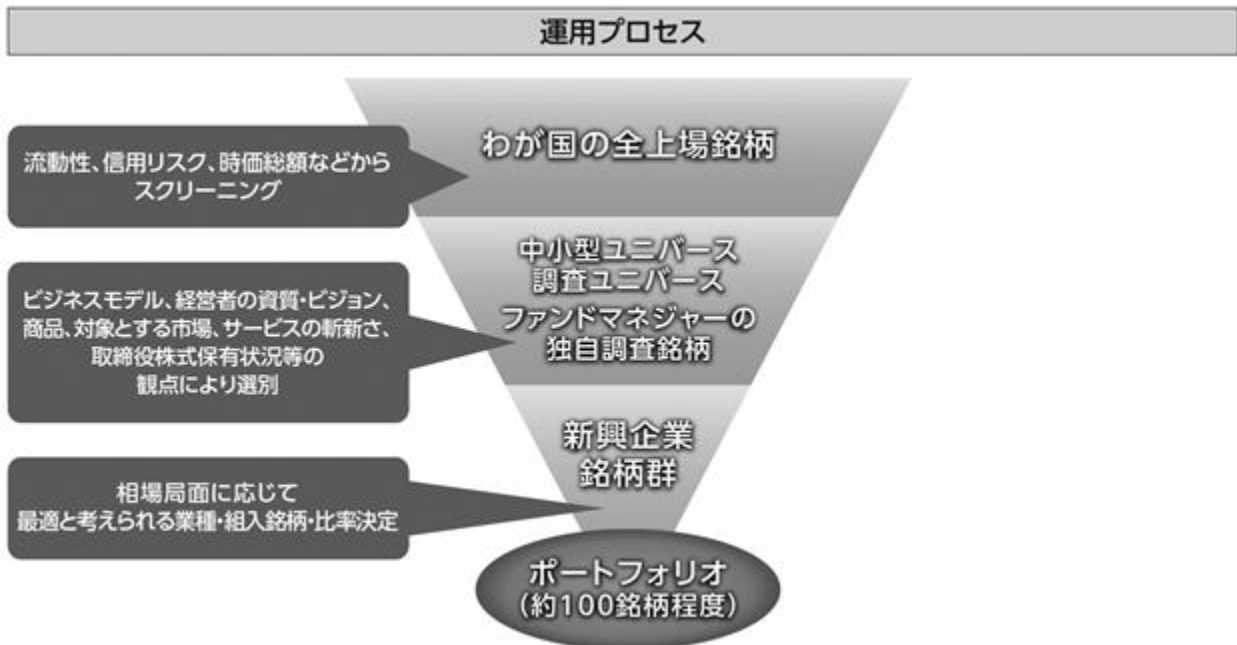 運用プロセス
わが国の全上場銘柄
流動性、信用リスク、時価総額などから
スクリーニング
中小型ユニバース
調査ユニバース
ファンドマネジャーの
独自調査銘柄
ビジネスモデル、経営者の資質・ビジョン、
商品、対象とする市場、サービスの斬新さ、
取締役株式保有状況等の
観点により選別
新興企業
銘柄群
相場局面に応じて
最適と考えられる業種・組入銘柄・比率決定
ポートフォリオ
(約100銘柄程度)